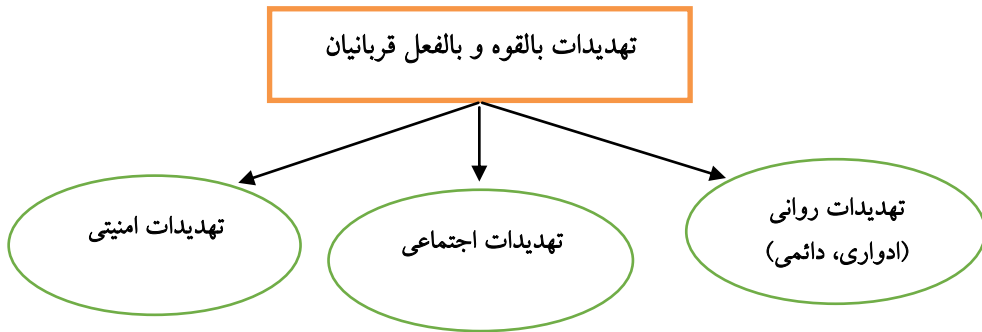 تهدیدات بالقوه و بالفعل قربانیان
تهدیدات روانی
(ادواری، دائمی)
تهدیدات اجتماعی
تهدیدات امنیتی